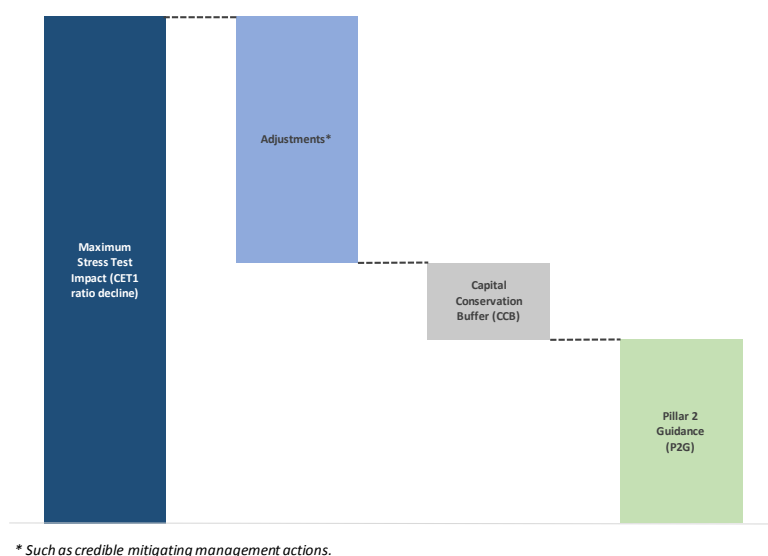 Adjustments*
Maximum
Stress Test
Impact (CET1
ratio decline)
Capital
Conservation
Buffer (CCB)
Pillar 2
Guidance
(P2G)
* Such as credible mitigating management actions.